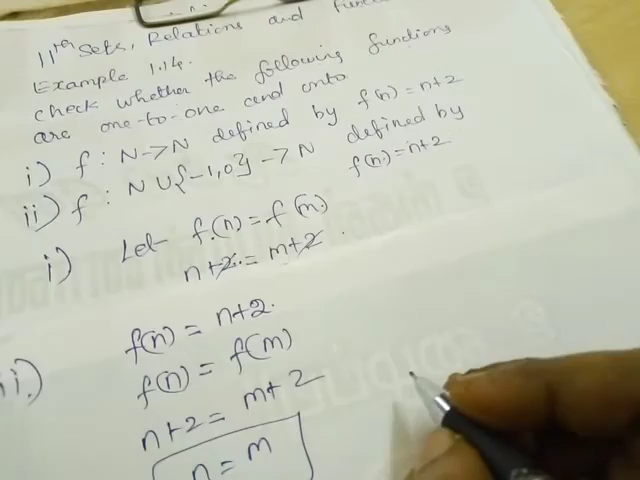 11th Sets, Relations and
Example 1.14.
check whether the following functions
are one-to-one and onto
i) f : N->N defined by f(n) = n+2
ii) f : N U{-1,0} -> N defined by
f(n) = n+2
i) Let f(n) = f(m)
n+2 = m+2.
ii.) f(n) = n+2.
f(n) = f(m)
n+2 = m+2
n = m